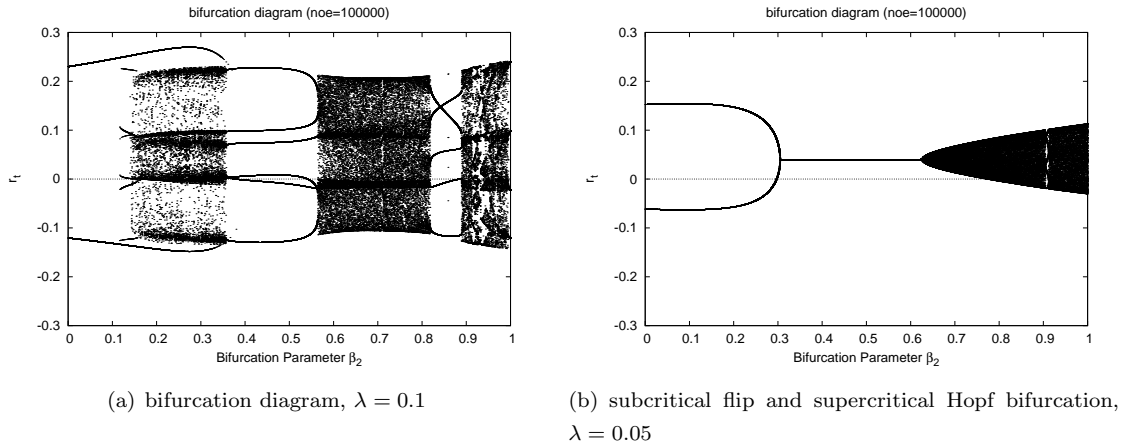 bifurcation diagram (noe=100000)
0.3
0.2
0.1
0
-0.1
-0.2
-0.3
r_t
0 0.1 0.2 0.3 0.4 0.5 0.6 0.7 0.8 0.9 1
Bifurcation Parameter β₂
(a) bifurcation diagram, λ = 0.1
bifurcation diagram (noe=100000)
0.3
0.2
0.1
0
-0.1
-0.2
-0.3
r_t
0 0.1 0.2 0.3 0.4 0.5 0.6 0.7 0.8 0.9 1
Bifurcation Parameter β₂
(b) subcritical flip and supercritical Hopf bifurcation,
λ = 0.05